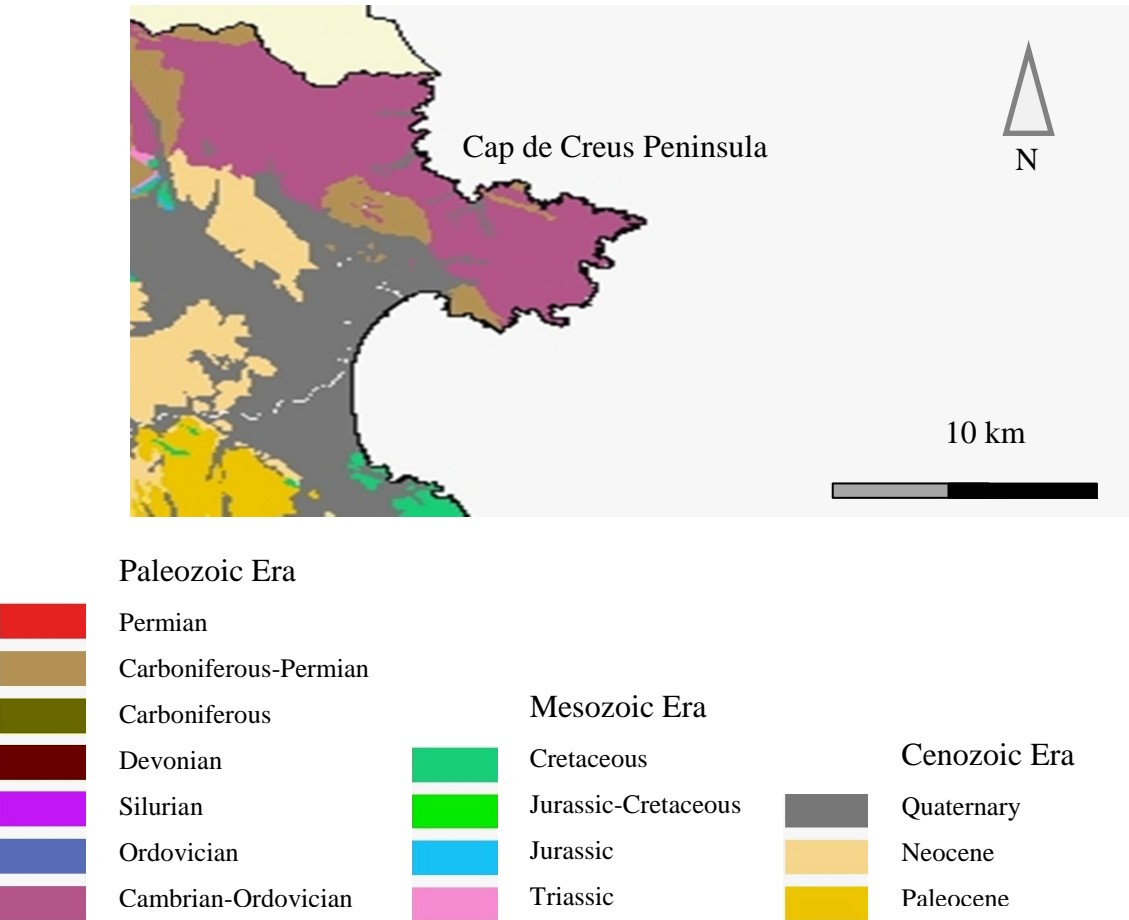 Cap de Creus Peninsula
N
10 km
Paleozoic Era
Permian
Carboniferous-Permian
Carboniferous
Devonian
Silurian
Ordovician
Cambrian-Ordovician
Mesozoic Era
Cretaceous
Jurassic-Cretaceous
Jurassic
Triassic
Cenozoic Era
Quaternary
Neocene
Paleocene